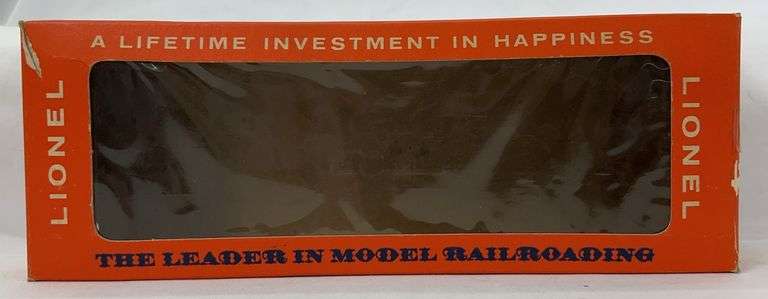 A LIFETIME INVESTMENT IN HAPPINESS
LIONEL
LIONEL
THE LEADER IN MODEL RAILROADING